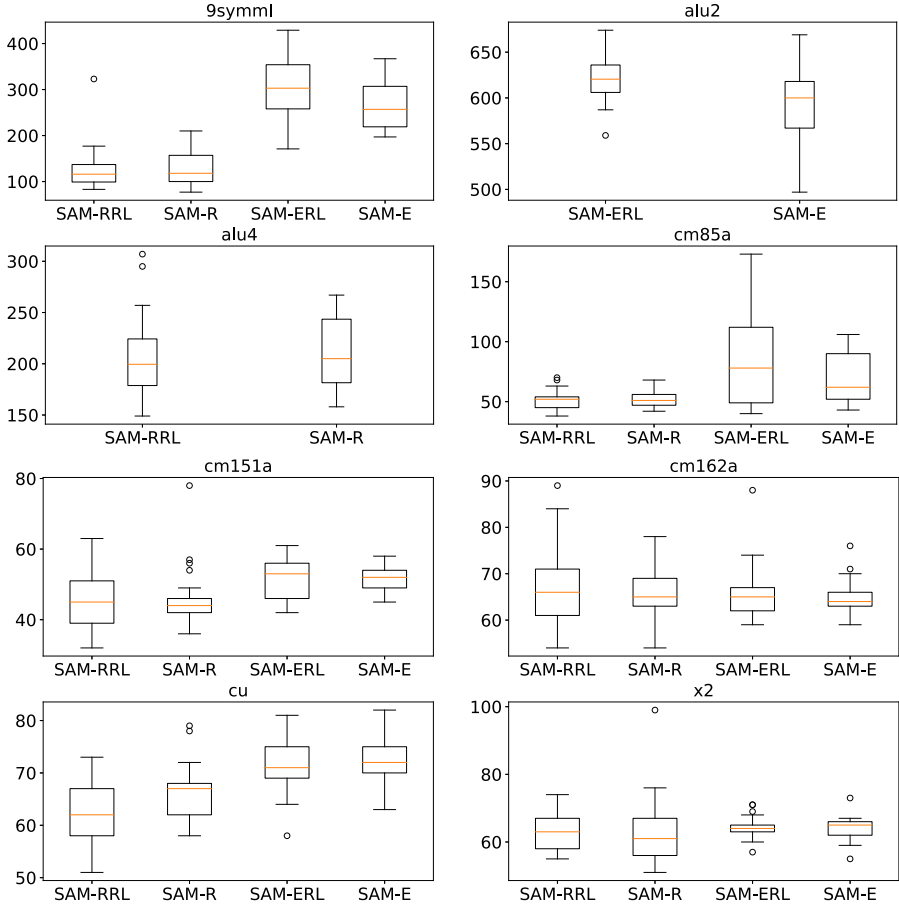 9symml
400
300
200
100
SAM-RRL SAM-R SAM-ERL SAM-E
alu2
650
600
550
500
SAM-ERL SAM-E
alu4
300
250
200
150
SAM-RRL SAM-R
cm85a
150
100
50
SAM-RRL SAM-R SAM-ERL SAM-E
cm151a
80
60
40
SAM-RRL SAM-R SAM-ERL SAM-E
cm162a
90
80
70
60
SAM-RRL SAM-R SAM-ERL SAM-E
cu
80
70
60
50
SAM-RRL SAM-R SAM-ERL SAM-E
x2
100
80
60
SAM-RRL SAM-R SAM-ERL SAM-E